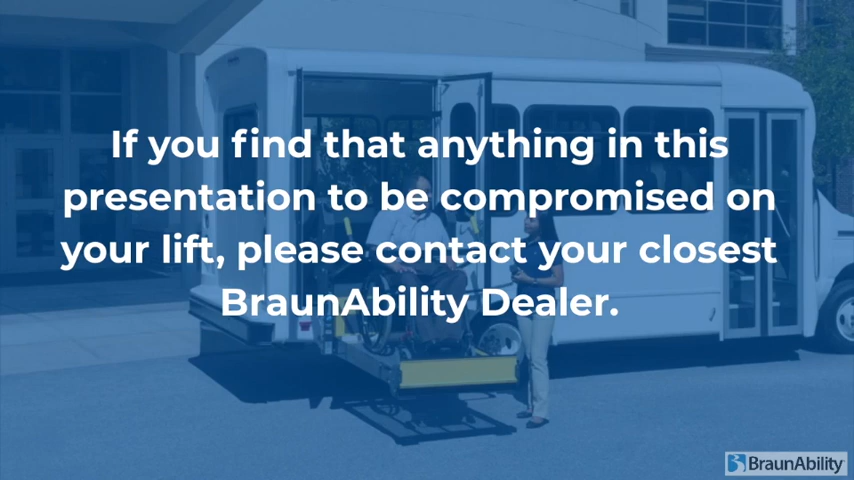 If you find that anything in this
presentation to be compromised on
your lift, please contact your closest
BraunAbility Dealer.
BraunAbility